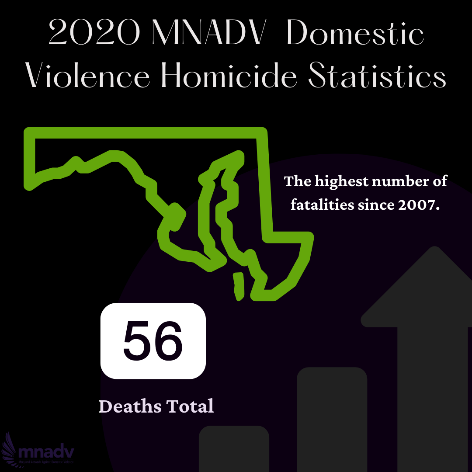 2020 MNADV Domestic
Violence Homicide Statistics
The highest number of
fatalities since 2007.
56
Deaths Total
mnadv